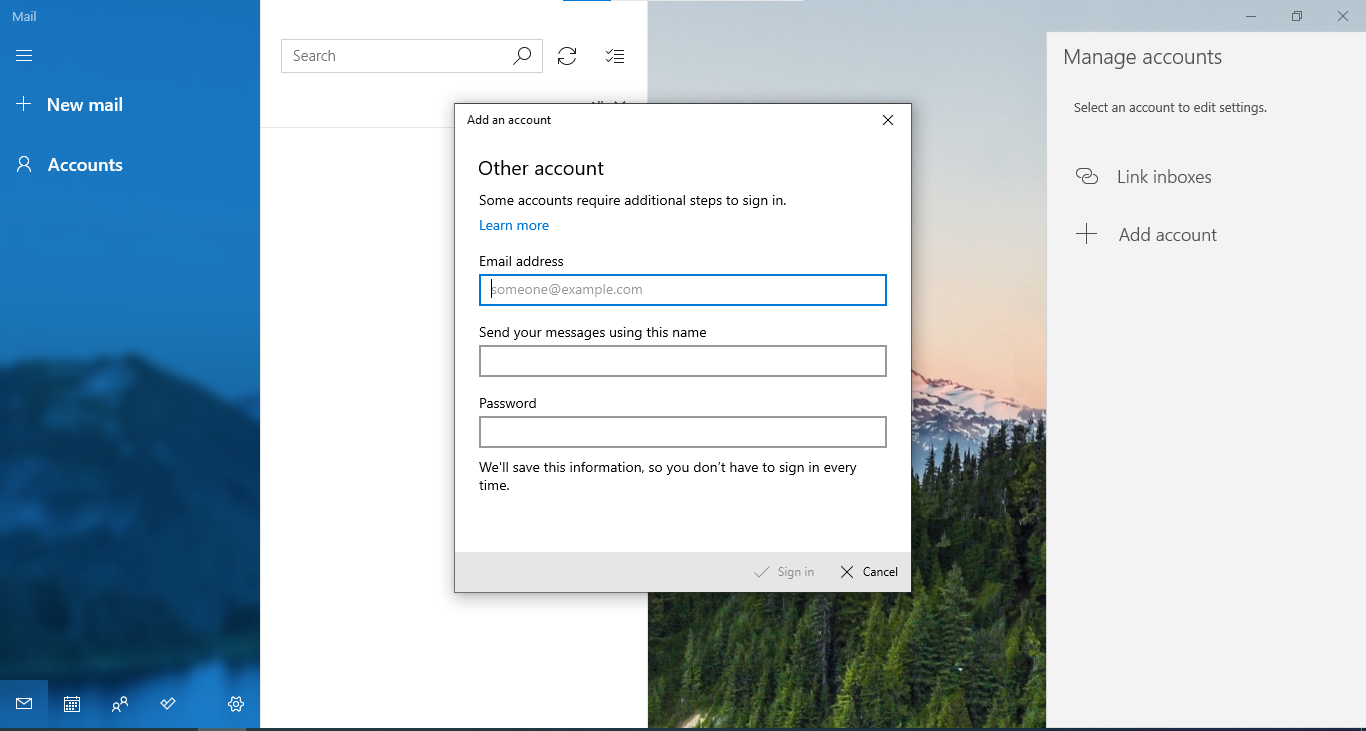 Mail
New mail
Accounts
Search
Add an account
Other account
Some accounts require additional steps to sign in.
Learn more
Email address
someone@example.com
Send your messages using this name
Password
We'll save this information, so you don't have to sign in every
time.
Sign in
Cancel
Manage accounts
Select an account to edit settings.
Link inboxes
Add account